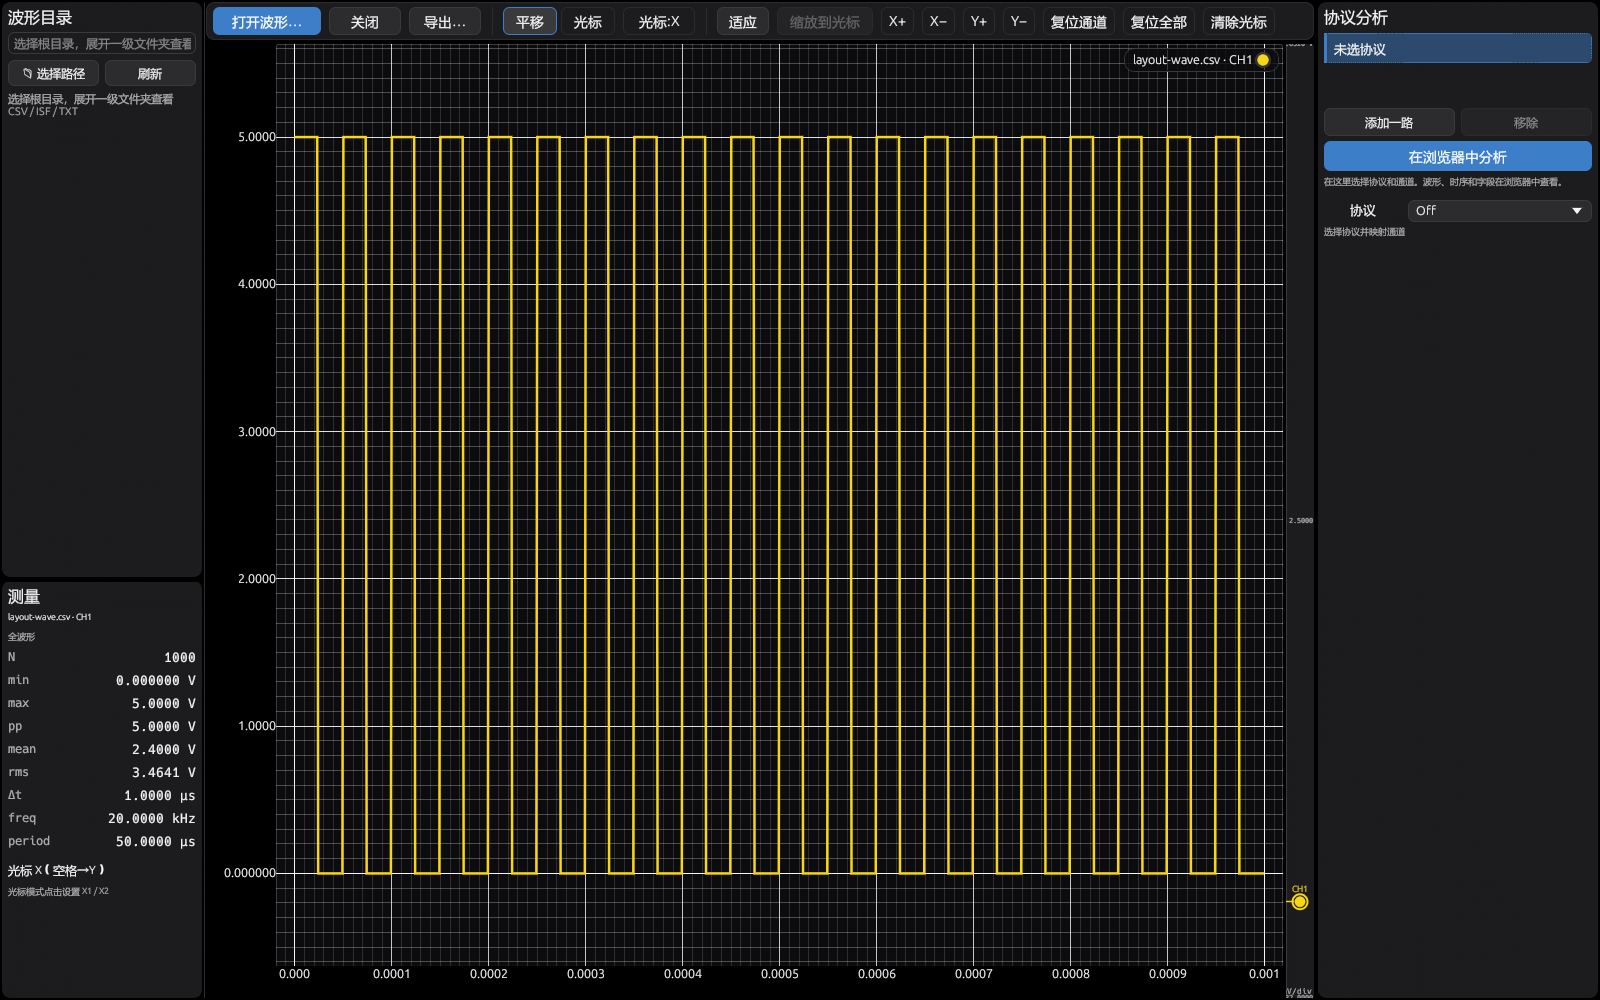 波形目录
选择根目录，展开一级文件夹查看
选择路径
刷新
选择根目录，展开一级文件夹查看
CSV / ISF / TXT
测量
layout-wave.csv · CH1
全波形
N 1000
min 0.000000 V
max 5.0000 V
pp 5.0000 V
mean 2.4000 V
rms 3.4641 V
Δt 1.0000 µs
freq 20.0000 kHz
period 50.0000 µs
光标 X ( 空格→Y )
光标模式点击设置 X1 / X2
打开波形… 关闭 导出… 平移 光标 光标:X 适应 缩放到光标 X+ X− Y+ Y− 复位通道 复位全部 清除光标
layout-wave.csv · CH1
5.0000
4.0000
3.0000
2.0000
1.0000
0.000000
0.000 0.0001 0.0002 0.0003 0.0004 0.0005 0.0006 0.0007 0.0008 0.0009 0.001
2.5000
CH1
V/div
协议分析
未选协议
添加一路
移除
在浏览器中分析
在这里选择协议和通道。波形、时序和字段在浏览器中查看。
协议 Off
选择协议并映射通道